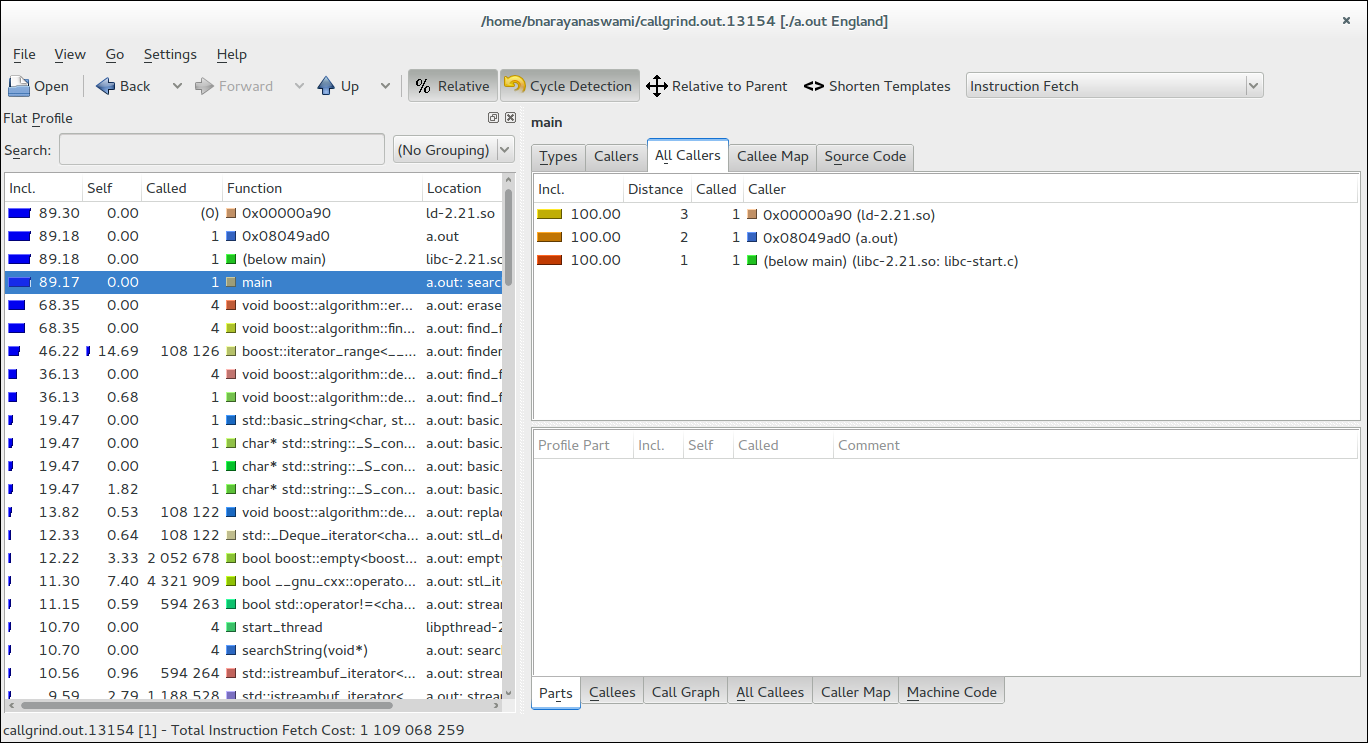 /home/bnarayanaswami/callgrind.out.13154 [./a.out England]
File View Go Settings Help
Open Back Forward Up % Relative Cycle Detection Relative to Parent <> Shorten Templates Instruction Fetch
Flat Profile
Search: (No Grouping)
Incl. Self Called Function Location
89.30 0.00 (0) 0x00000a90 ld-2.21.so
89.18 0.00 1 0x08049ad0 a.out
89.18 0.00 1 (below main) libc-2.21.so
89.17 0.00 1 main a.out: searc
68.35 0.00 4 void boost::algorithm::er... a.out: erase
68.35 0.00 4 void boost::algorithm::fin... a.out: find_f
46.22 14.69 108 126 boost::iterator_range<__... a.out: finder
36.13 0.00 4 void boost::algorithm::de... a.out: find_f
36.13 0.68 1 void boost::algorithm::de... a.out: find_f
19.47 0.00 1 std::basic_string<char, st... a.out: basic_
19.47 0.00 1 char* std::string::_S_con... a.out: basic_
19.47 0.00 1 char* std::string::_S_con... a.out: basic_
19.47 1.82 1 char* std::string::_S_con... a.out: basic_
13.82 0.53 108 122 void boost::algorithm::de... a.out: replac
12.33 0.64 108 122 std::_Deque_iterator<cha... a.out: stl_de
12.22 3.33 2 052 678 bool boost::empty<boost... a.out: empty
11.30 7.40 4 321 909 bool __gnu_cxx::operato... a.out: stl_ite
11.15 0.59 594 263 bool std::operator!=<cha... a.out: strea
10.70 0.00 4 start_thread libpthread-2
10.70 0.00 4 searchString(void*) a.out: searc
10.56 0.96 594 264 std::istreambuf_iterator<... a.out: strea
9.59 2.79 1 188 528 std::istreambuf_iterator< a.out: strea
main
Types Callers All Callers Callee Map Source Code
Incl. Distance Called Caller
100.00 3 1 0x00000a90 (ld-2.21.so)
100.00 2 1 0x08049ad0 (a.out)
100.00 1 1 (below main) (libc-2.21.so: libc-start.c)
Profile Part Incl. Self Called Comment
Parts Callees Call Graph All Callees Caller Map Machine Code
callgrind.out.13154 [1] - Total Instruction Fetch Cost: 1 109 068 259